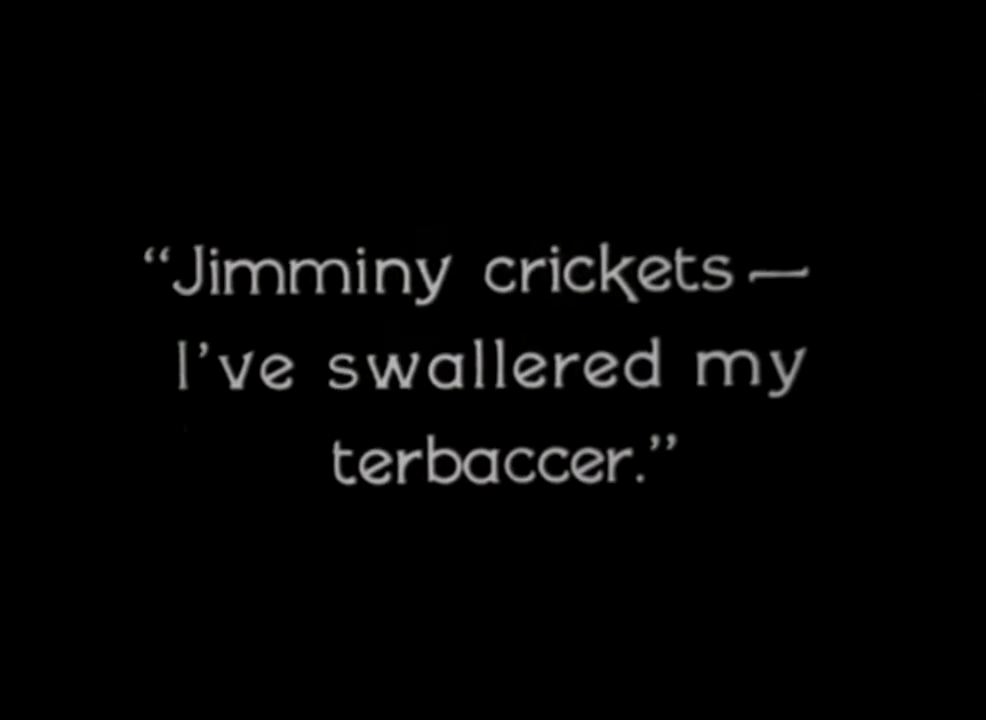 “Jimminy crickets —
I’ve swallered my
terbaccer.”